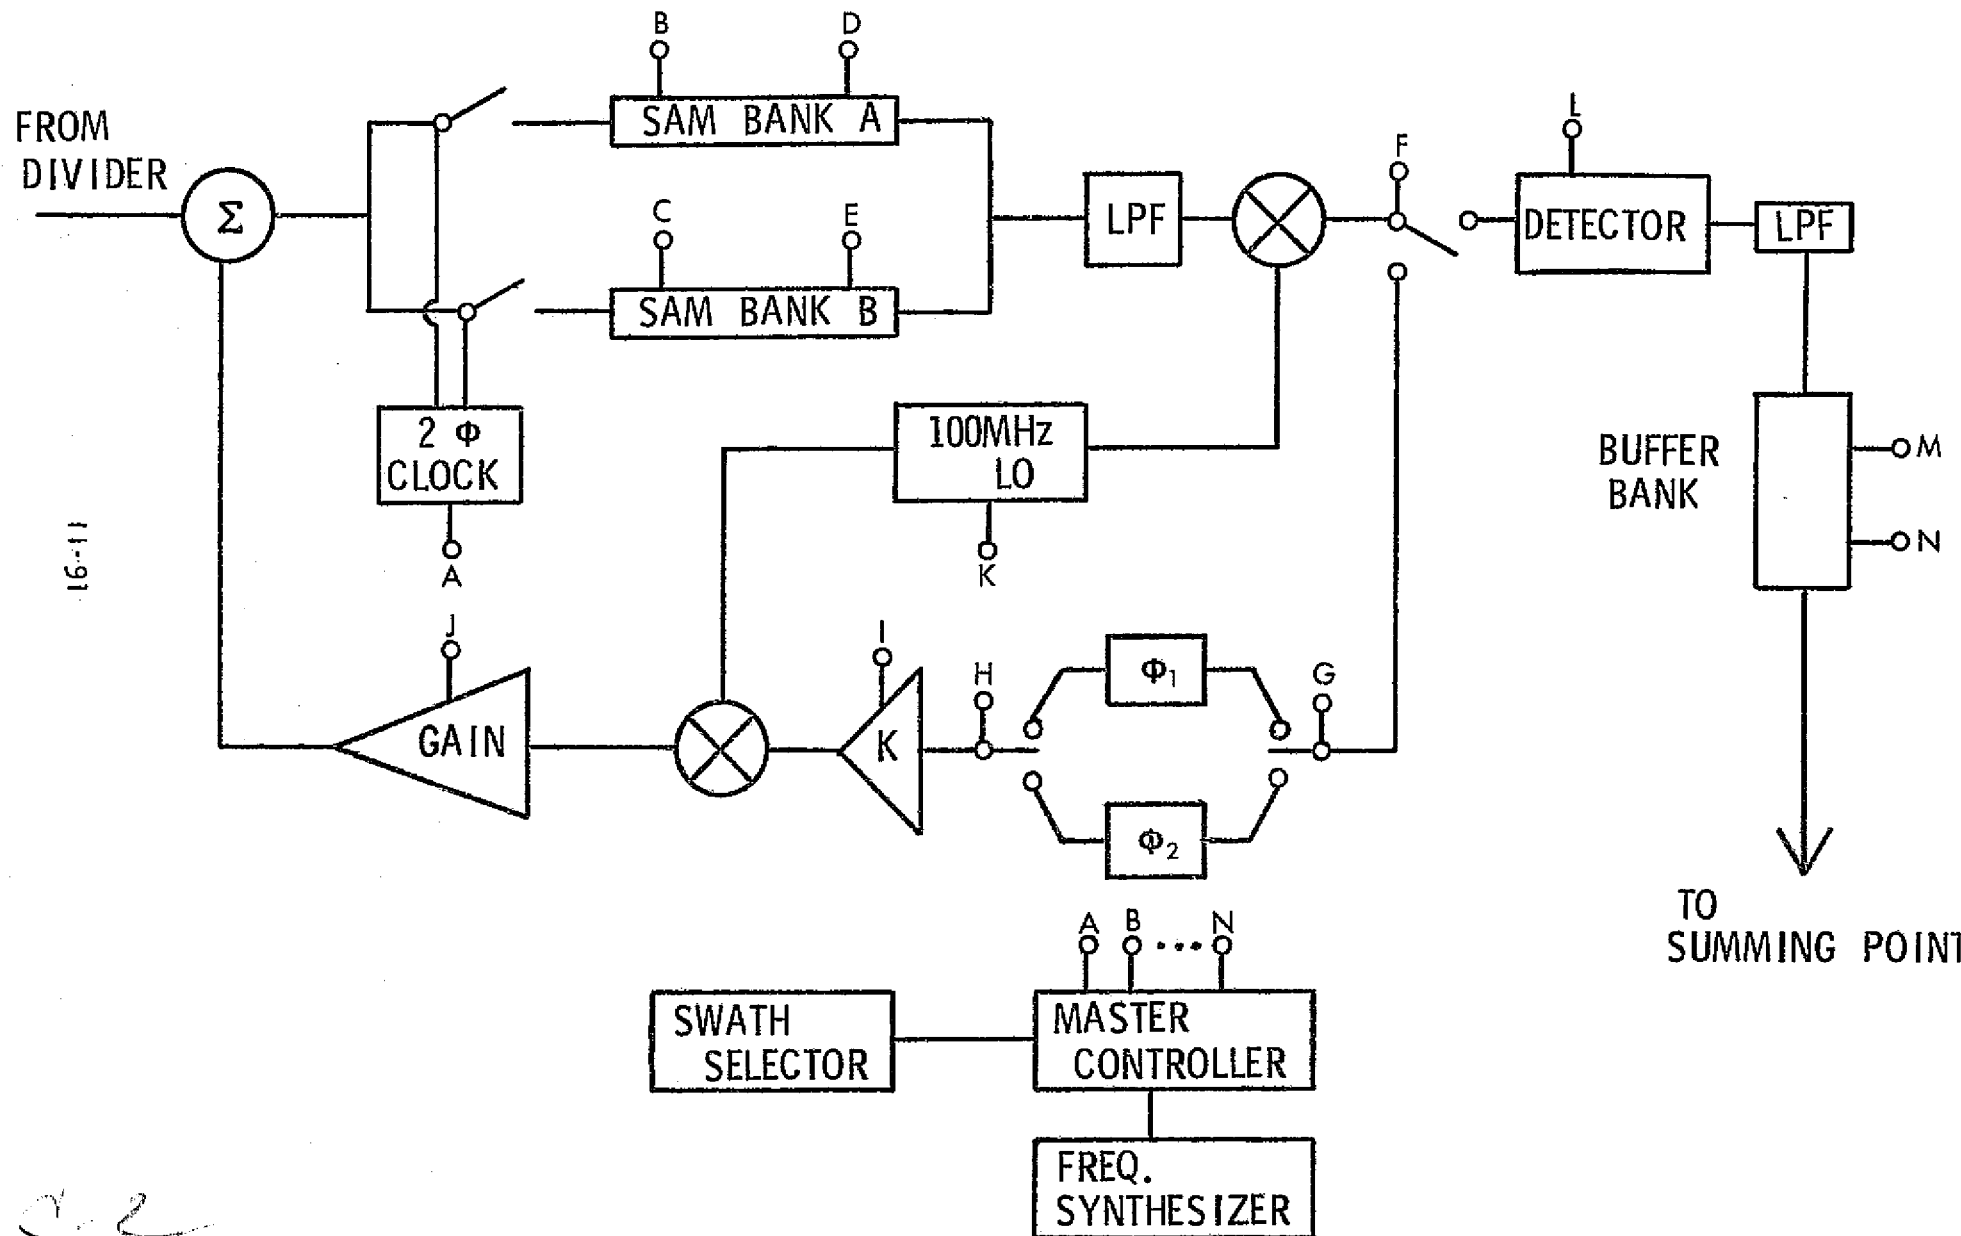 B
D
FROM
DIVIDER
SAM BANK A
L
F
Σ
C
E
LPF
DETECTOR
LPF
SAM BANK B
2 Φ
CLOCK
100MHz
LO
BUFFER
BANK
M
N
A
K
16-11
J
I
H
G
Φ₁
GAIN
K
Φ₂
A B ••• N
TO
SUMMING POINT
SWATH
SELECTOR
MASTER
CONTROLLER
FREQ.
SYNTHESIZER